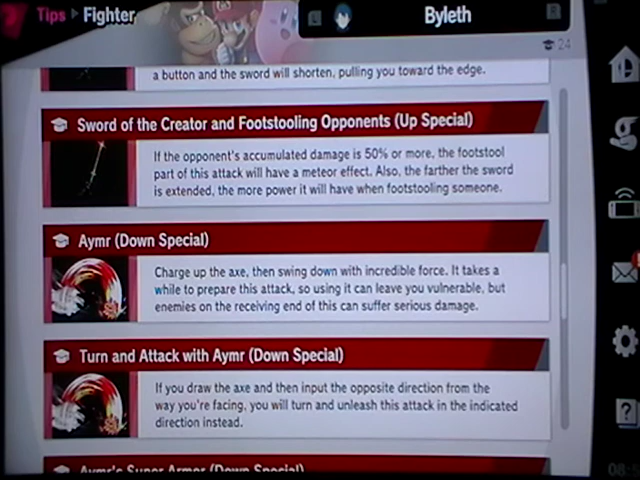 Tips ▸ Fighter
L
Byleth
R
24
a button and the sword will shorten, pulling you toward the edge.
Sword of the Creator and Footstooling Opponents (Up Special)
If the opponent's accumulated damage is 50% or more, the footstool
part of this attack will have a meteor effect. Also, the farther the sword
is extended, the more power it will have when footstooling someone.
Aymr (Down Special)
Charge up the axe, then swing down with incredible force. It takes a
while to prepare this attack, so using it can leave you vulnerable, but
enemies on the receiving end of this can suffer serious damage.
Turn and Attack with Aymr (Down Special)
If you draw the axe and then input the opposite direction from the
way you're facing, you will turn and unleash this attack in the indicated
direction instead.
Aymr's Super Armor (Down Special)